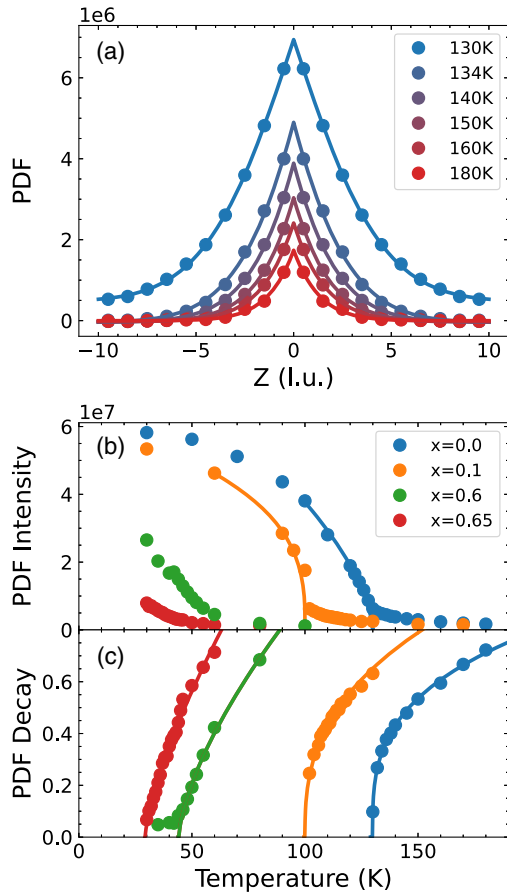 1e6
(a)
130K
134K
140K
150K
160K
180K
6
4
2
0
PDF
−10
−5
0
5
10
Z (l.u.)
1e7
(b)
x=0.0
x=0.1
x=0.6
x=0.65
6
4
2
0
PDF Intensity
(c)
0.6
0.4
0.2
0.0
PDF Decay
0
50
100
150
Temperature (K)